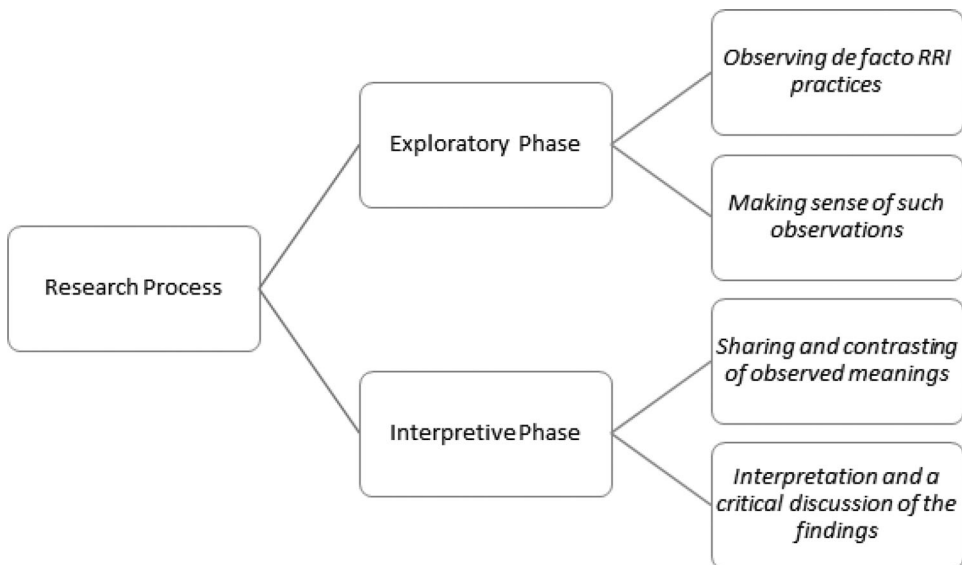 Research Process
Exploratory Phase
Observing de facto RRI
practices
Making sense of such
observations
Interpretive Phase
Sharing and contrasting
of observed meanings
Interpretation and a
critical discussion of the
findings